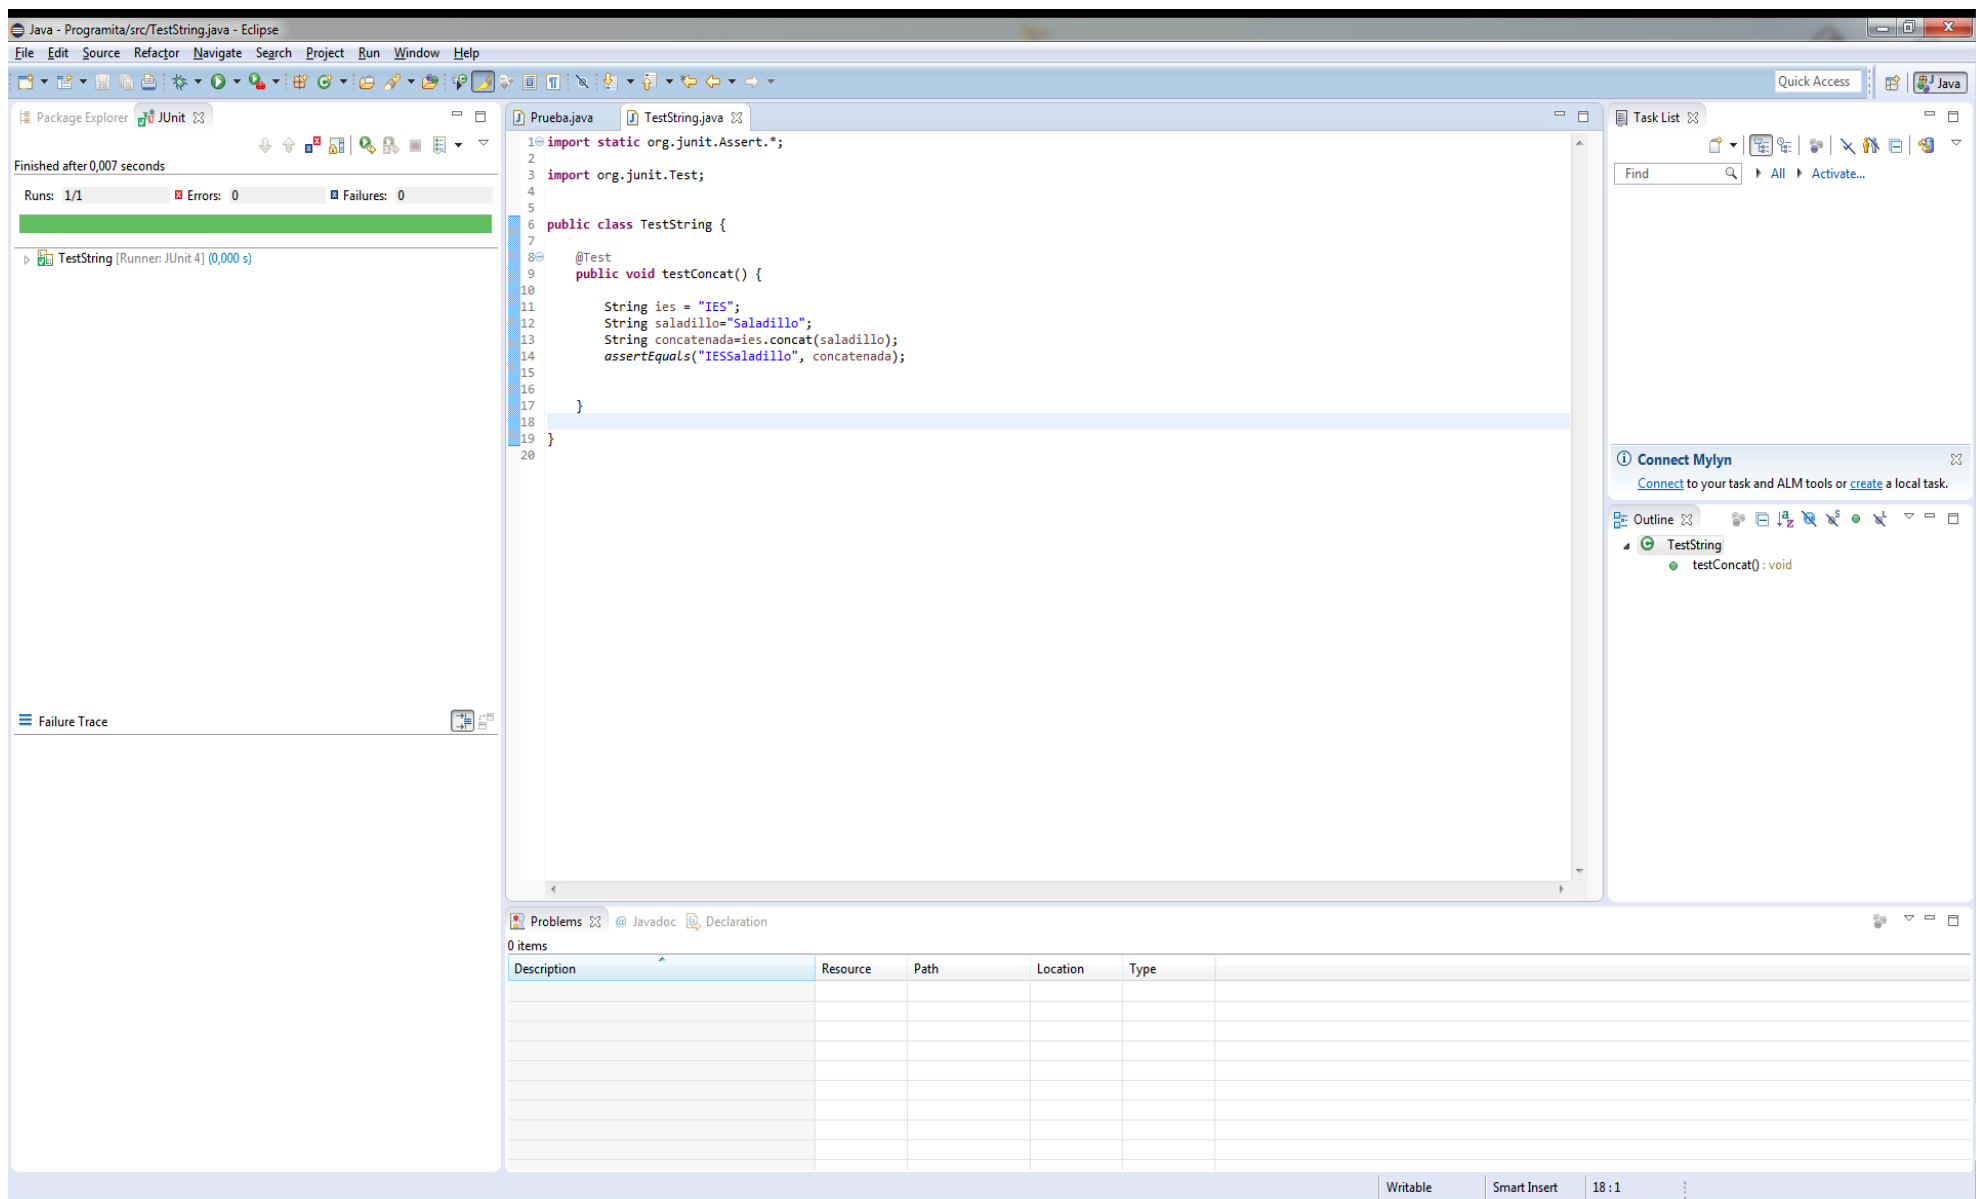 Java - Programita/src/TestString.java - Eclipse
File Edit Source Refactor Navigate Search Project Run Window Help
Quick Access
Java
Package Explorer
JUnit
Finished after 0,007 seconds
Runs: 1/1 Errors: 0 Failures: 0
TestString [Runner: JUnit 4] (0,000 s)
Failure Trace
Prueba.java
TestString.java
1 import static org.junit.Assert.*;
2
3 import org.junit.Test;
4
5
6 public class TestString {
7
8 @Test
9 public void testConcat() {
10
11 String ies = "IES";
12 String saladillo="Saladillo";
13 String concatenada=ies.concat(saladillo);
14 assertEquals("IESSaladillo", concatenada);
15
16
17 }
18
19 }
20
Task List
Find
All
Activate...
Connect Mylyn
Connect to your task and ALM tools or create a local task.
Outline
TestString
testConcat() : void
Problems
@ Javadoc
Declaration
0 items
Description Resource Path Location Type
Writable Smart Insert 18 : 1